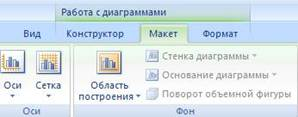 Работа с диаграммами
Вид Конструктор Макет Формат
Оси Сетка Область построения
Стенка диаграммы
Основание диаграммы
Поворот объемной фигуры
Оси Фон